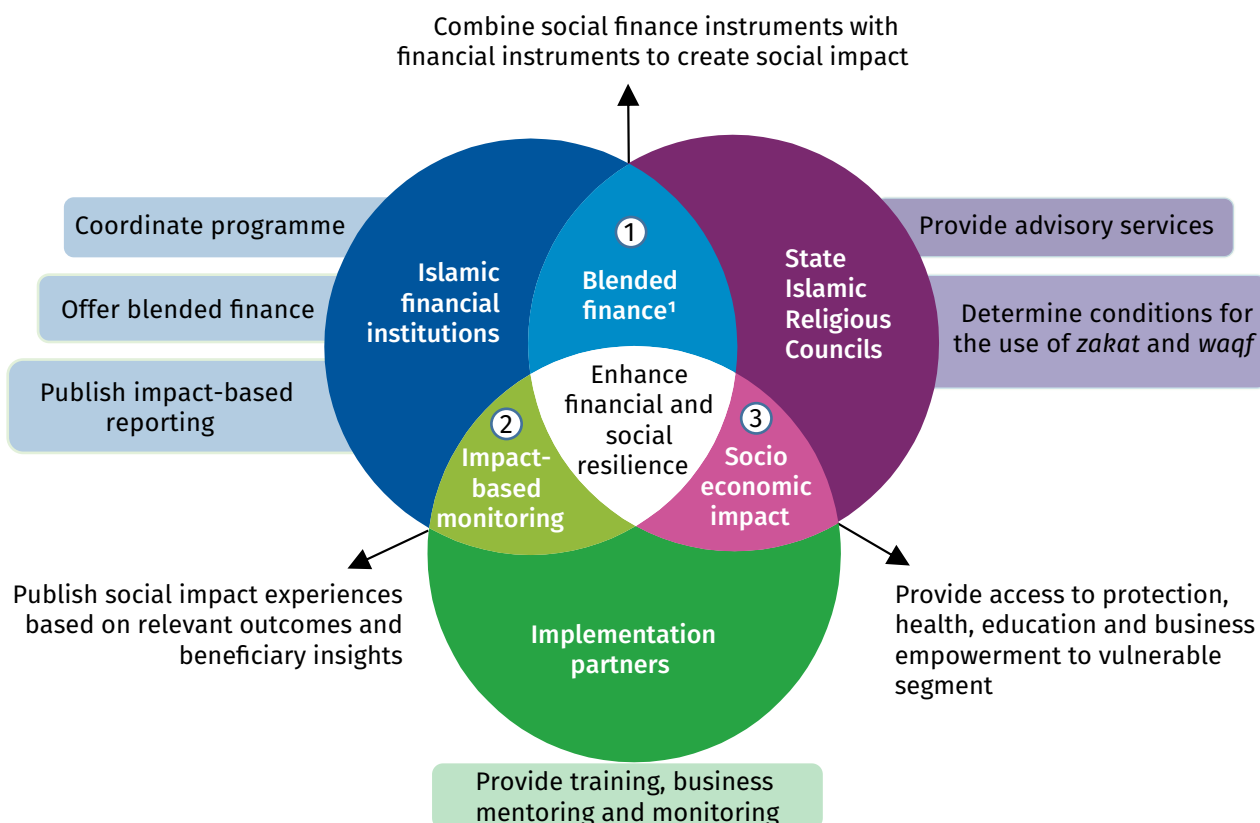 Combine social finance instruments with
financial instruments to create social impact
Coordinate programme
Offer blended finance
Publish impact-based
reporting
Islamic
financial
institutions
1
Blended
finance¹
State
Islamic
Religious
Councils
Provide advisory services
Determine conditions for
the use of zakat and waqf
Enhance
financial and
social
resilience
2
Impact-
based
monitoring
3
Socio
economic
impact
Publish social impact experiences
based on relevant outcomes and
beneficiary insights
Implementation
partners
Provide access to protection,
health, education and business
empowerment to vulnerable
segment
Provide training, business
mentoring and monitoring